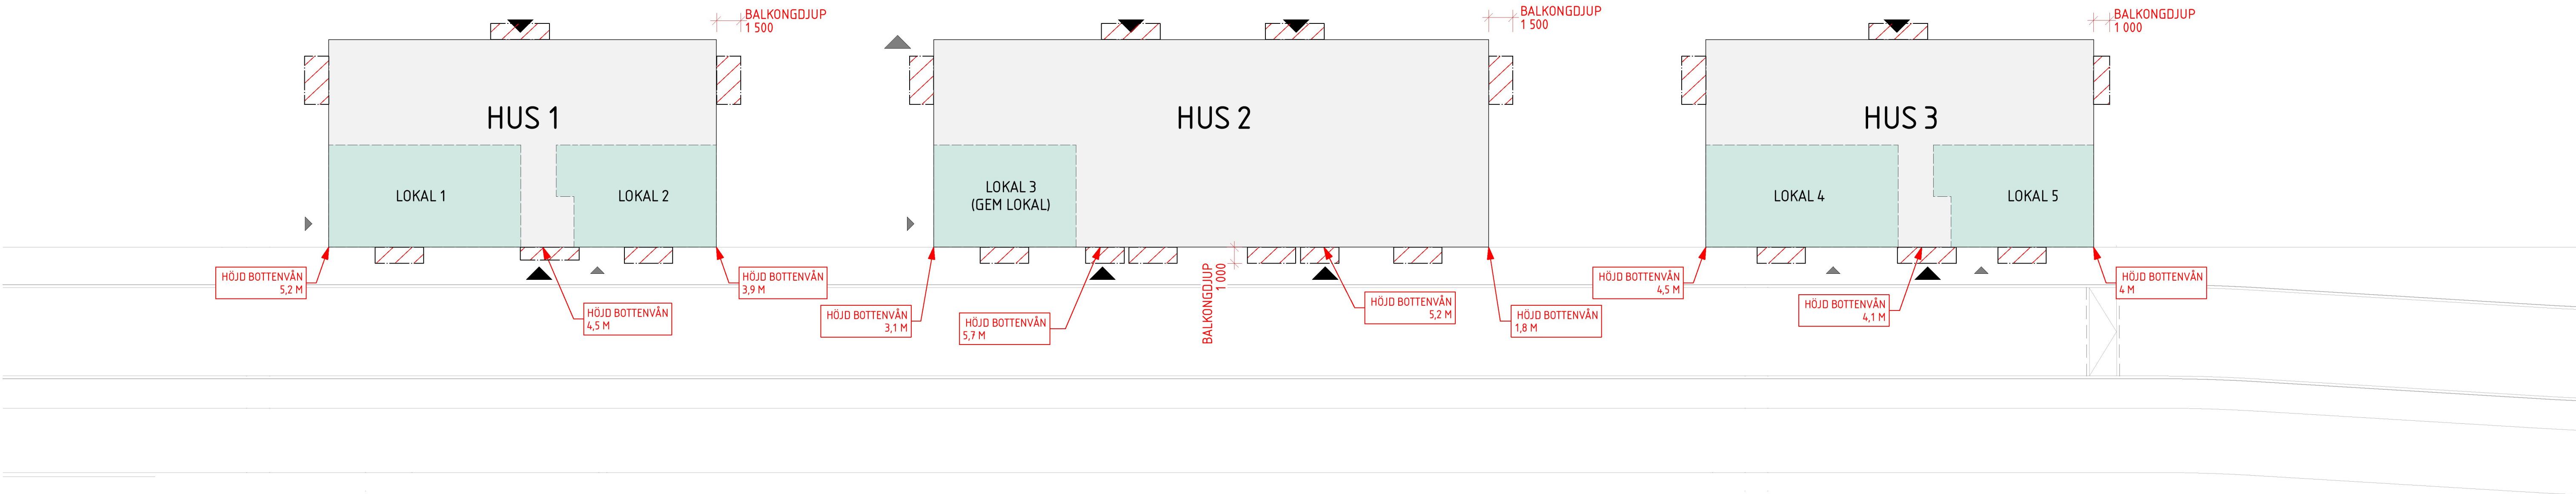 BALKONGDJUP
1 500
BALKONGDJUP
1 500
BALKONGDJUP
1 000
HUS 1
HUS 2
HUS 3
LOKAL 1
LOKAL 2
LOKAL 3
(GEM LOKAL)
LOKAL 4
LOKAL 5
HÖJD BOTTENVÅN
5,2 M
HÖJD BOTTENVÅN
4,5 M
HÖJD BOTTENVÅN
3,9 M
HÖJD BOTTENVÅN
3,1 M
HÖJD BOTTENVÅN
5,7 M
BALKONGDJUP
1 000
HÖJD BOTTENVÅN
5,2 M
HÖJD BOTTENVÅN
1,8 M
HÖJD BOTTENVÅN
4,5 M
HÖJD BOTTENVÅN
4,1 M
HÖJD BOTTENVÅN
4 M